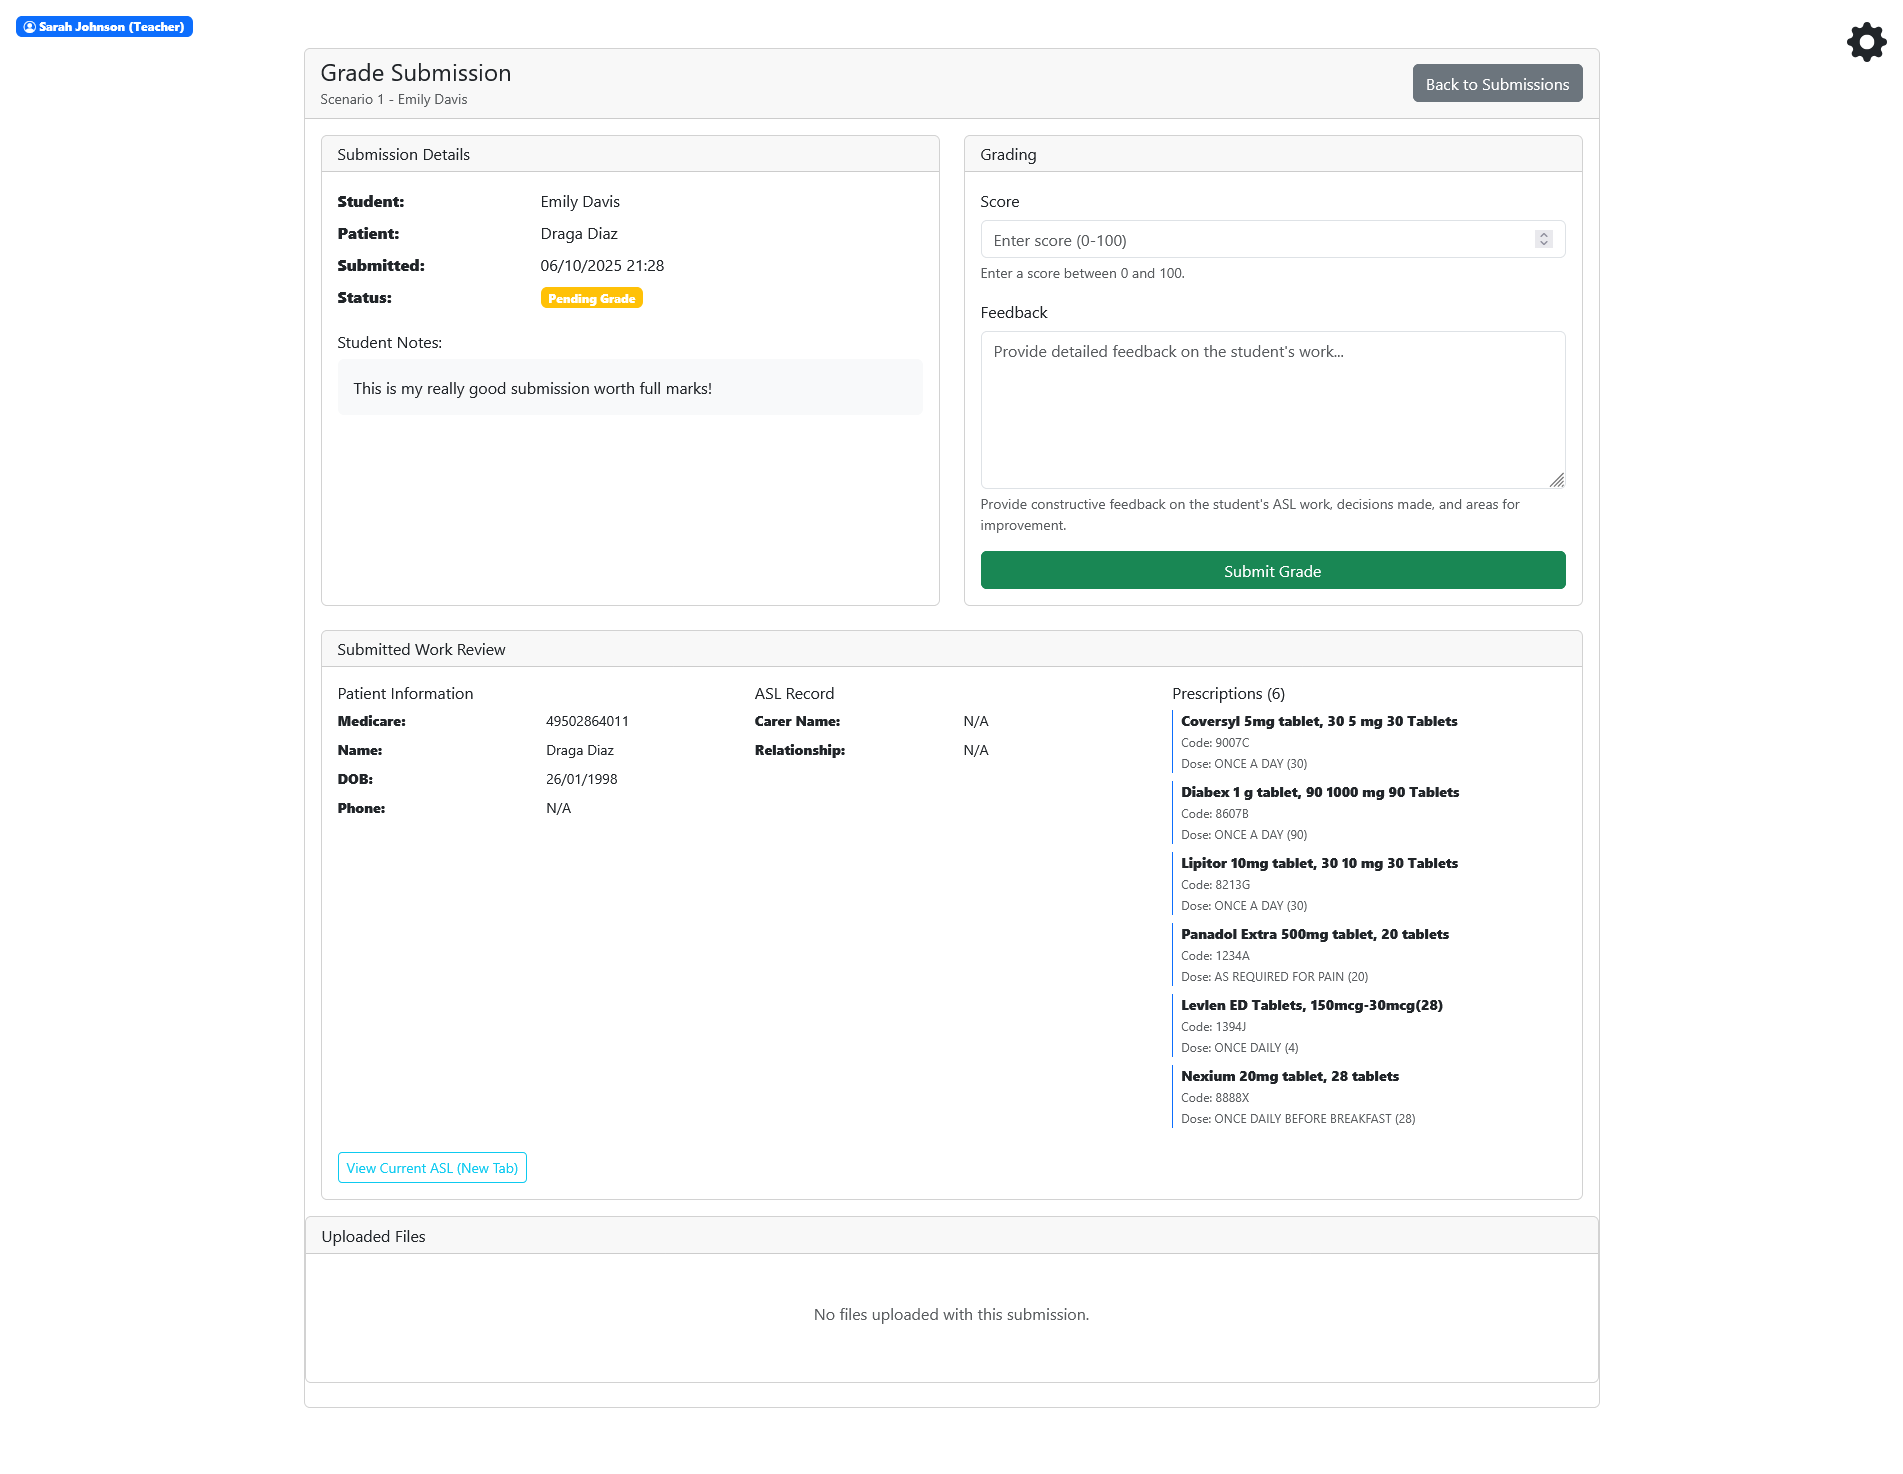 Sarah Johnson (Teacher)
Grade Submission
Scenario 1 - Emily Davis
Back to Submissions
Submission Details
Student: Emily Davis
Patient: Draga Diaz
Submitted: 06/10/2025 21:28
Status: Pending Grade
Student Notes:
This is my really good submission worth full marks!
Grading
Score
Enter score (0-100)
Enter a score between 0 and 100.
Feedback
Provide detailed feedback on the student's work...
Provide constructive feedback on the student's ASL work, decisions made, and areas for
improvement.
Submit Grade
Submitted Work Review
Patient Information
Medicare: 49502864011
Name: Draga Diaz
DOB: 26/01/1998
Phone: N/A
ASL Record
Carer Name: N/A
Relationship: N/A
Prescriptions (6)
Coversyl 5mg tablet, 30 5 mg 30 Tablets
Code: 9007C
Dose: ONCE A DAY (30)
Diabex 1 g tablet, 90 1000 mg 90 Tablets
Code: 8607B
Dose: ONCE A DAY (90)
Lipitor 10mg tablet, 30 10 mg 30 Tablets
Code: 8213G
Dose: ONCE A DAY (30)
Panadol Extra 500mg tablet, 20 tablets
Code: 1234A
Dose: AS REQUIRED FOR PAIN (20)
Levlen ED Tablets, 150mcg-30mcg(28)
Code: 1394J
Dose: ONCE DAILY (4)
Nexium 20mg tablet, 28 tablets
Code: 8888X
Dose: ONCE DAILY BEFORE BREAKFAST (28)
View Current ASL (New Tab)
Uploaded Files
No files uploaded with this submission.